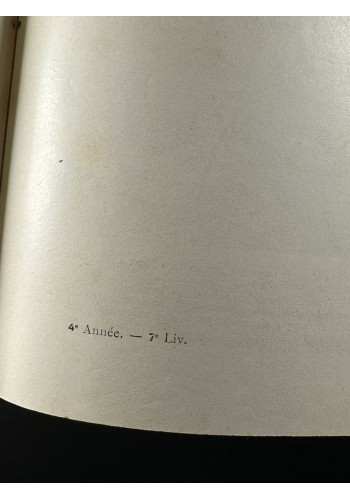 4e Année. — 7e Liv.